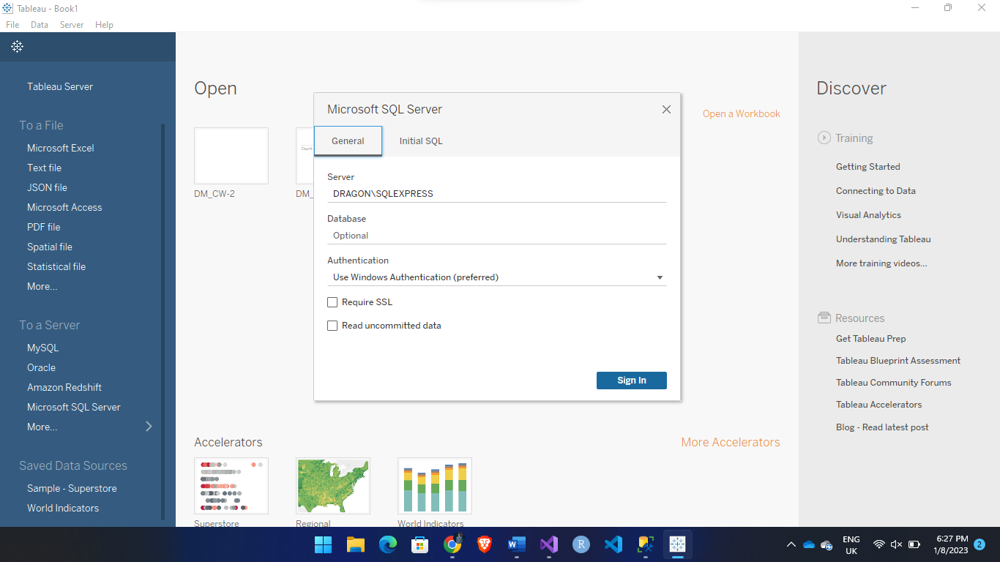 Tableau - Book1
File Data Server Help
Tableau Server
To a File
Microsoft Excel
Text file
JSON file
Microsoft Access
PDF file
Spatial file
Statistical file
More...
To a Server
MySQL
Oracle
Amazon Redshift
Microsoft SQL Server
More...
Saved Data Sources
Sample - Superstore
World Indicators
Open
Open a Workbook
DM_CW-2
DM_
Microsoft SQL Server
General Initial SQL
Server
DRAGON\SQLEXPRESS
Database
Optional
Authentication
Use Windows Authentication (preferred)
Require SSL
Read uncommitted data
Sign In
Accelerators
More Accelerators
Superstore
Regional
World Indicators
Discover
Training
Getting Started
Connecting to Data
Visual Analytics
Understanding Tableau
More training videos...
Resources
Get Tableau Prep
Tableau Blueprint Assessment
Tableau Community Forums
Tableau Accelerators
Blog - Read latest post
ENG
UK
6:27 PM
1/8/2023
2